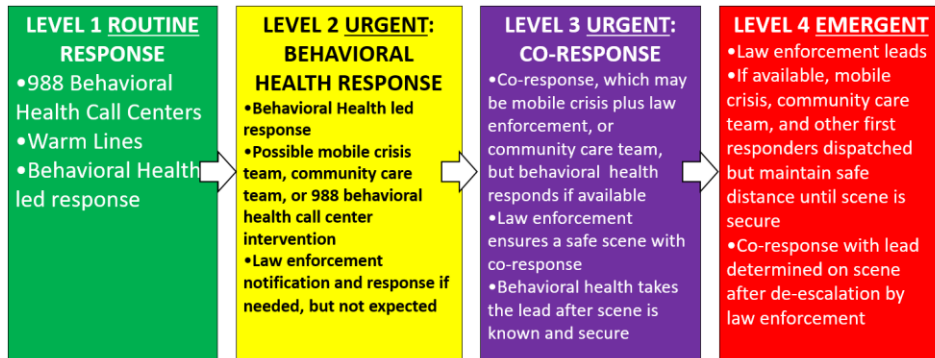 LEVEL 1 ROUTINE
RESPONSE
•988 Behavioral
Health Call Centers
•Warm Lines
•Behavioral Health
led response
LEVEL 2 URGENT:
BEHAVIORAL
HEALTH RESPONSE
•Behavioral Health led
response
•Possible mobile crisis
team, community care
team, or 988 behavioral
health call center
intervention
•Law enforcement
notification and response if
needed, but not expected
LEVEL 3 URGENT:
CO-RESPONSE
•Co-response, which may
be mobile crisis plus law
enforcement, or
community care team,
but behavioral health
responds if available
•Law enforcement
ensures a safe scene with
co-response
•Behavioral health takes
the lead after scene is
known and secure
LEVEL 4 EMERGENT
•Law enforcement leads
•If available, mobile
crisis, community care
team, and other first
responders dispatched
but maintain safe
distance until scene is
secure
•Co-response with lead
determined on scene
after de-escalation by
law enforcement